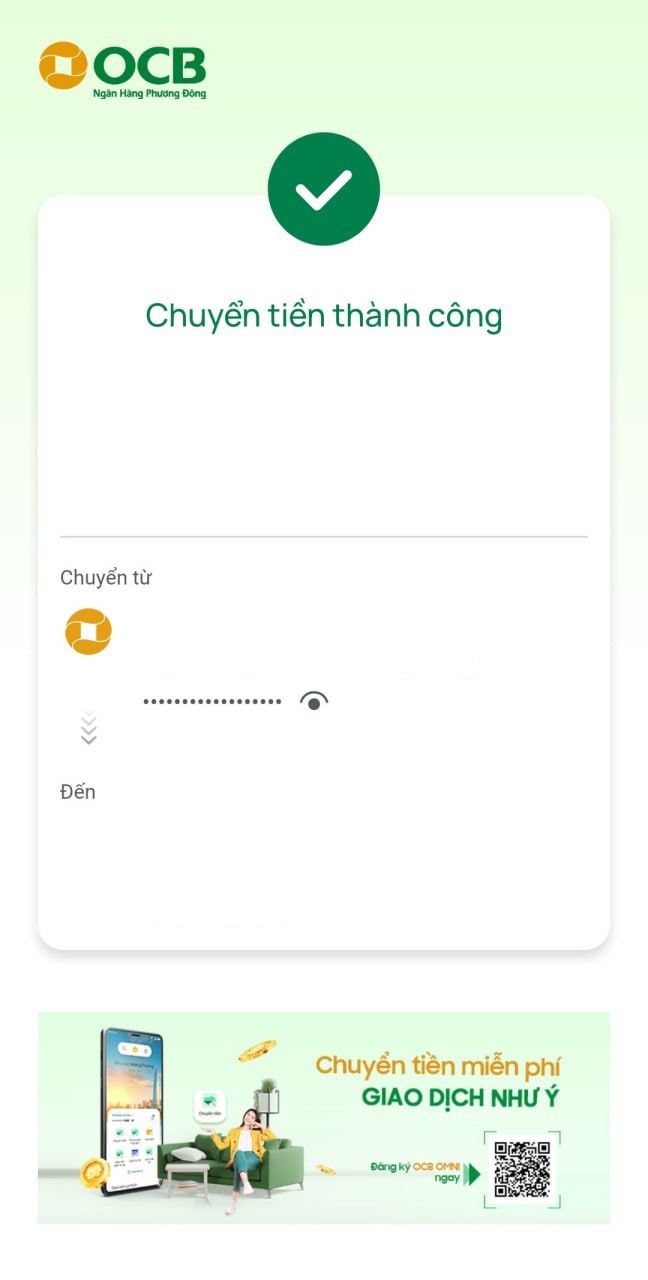 OCB
Ngân Hàng Phương Đông
Chuyển tiền thành công
Chuyển từ
••••••••••••••••••
Đến
Chuyển tiền
Chuyển tiền miễn phí
GIAO DỊCH NHƯ Ý
Đăng ký OCB OMNI
ngay